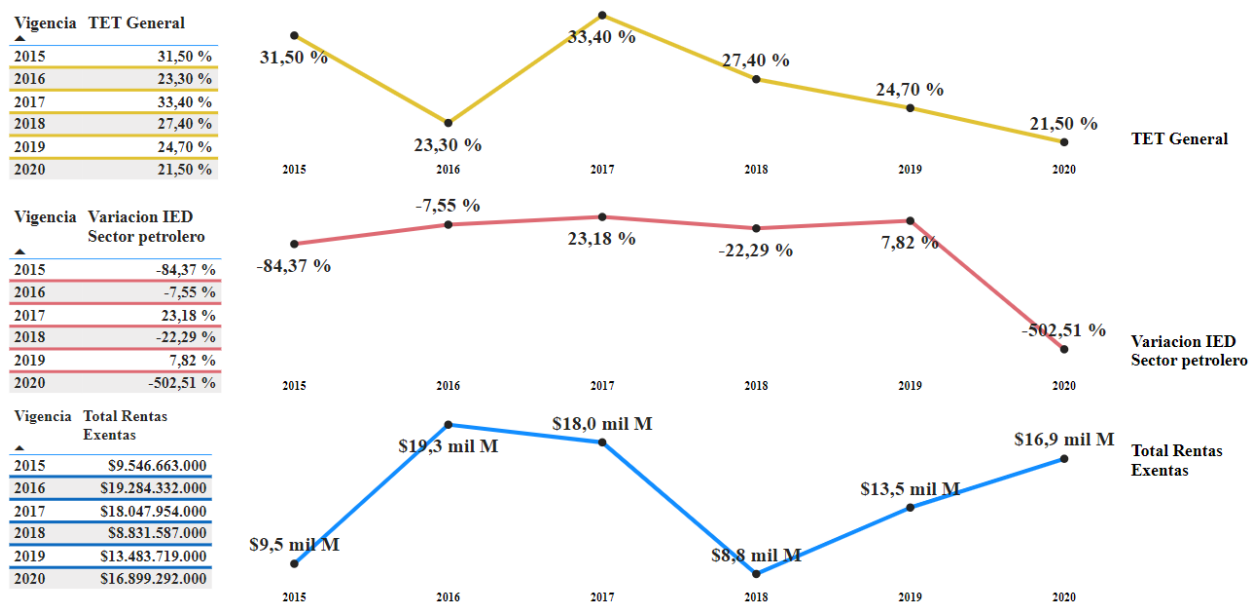 Vigencia TET General
2015 31,50 %
2016 23,30 %
2017 33,40 %
2018 27,40 %
2019 24,70 %
2020 21,50 %
31,50 %
23,30 %
33,40 %
27,40 %
24,70 %
21,50 %
TET General
2015 2016 2017 2018 2019 2020
Vigencia Variacion IED
Sector petrolero
2015 -84,37 %
2016 -7,55 %
2017 23,18 %
2018 -22,29 %
2019 7,82 %
2020 -502,51 %
-84,37 %
-7,55 %
23,18 %
-22,29 %
7,82 %
-502,51 %
Variacion IED
Sector petrolero
2015 2016 2017 2018 2019 2020
Vigencia Total Rentas
Exentas
2015 $9.546.663.000
2016 $19.284.332.000
2017 $18.047.954.000
2018 $8.831.587.000
2019 $13.483.719.000
2020 $16.899.292.000
$9,5 mil M
$19,3 mil M
$18,0 mil M
$8,8 mil M
$13,5 mil M
$16,9 mil M
Total Rentas
Exentas
2015 2016 2017 2018 2019 2020